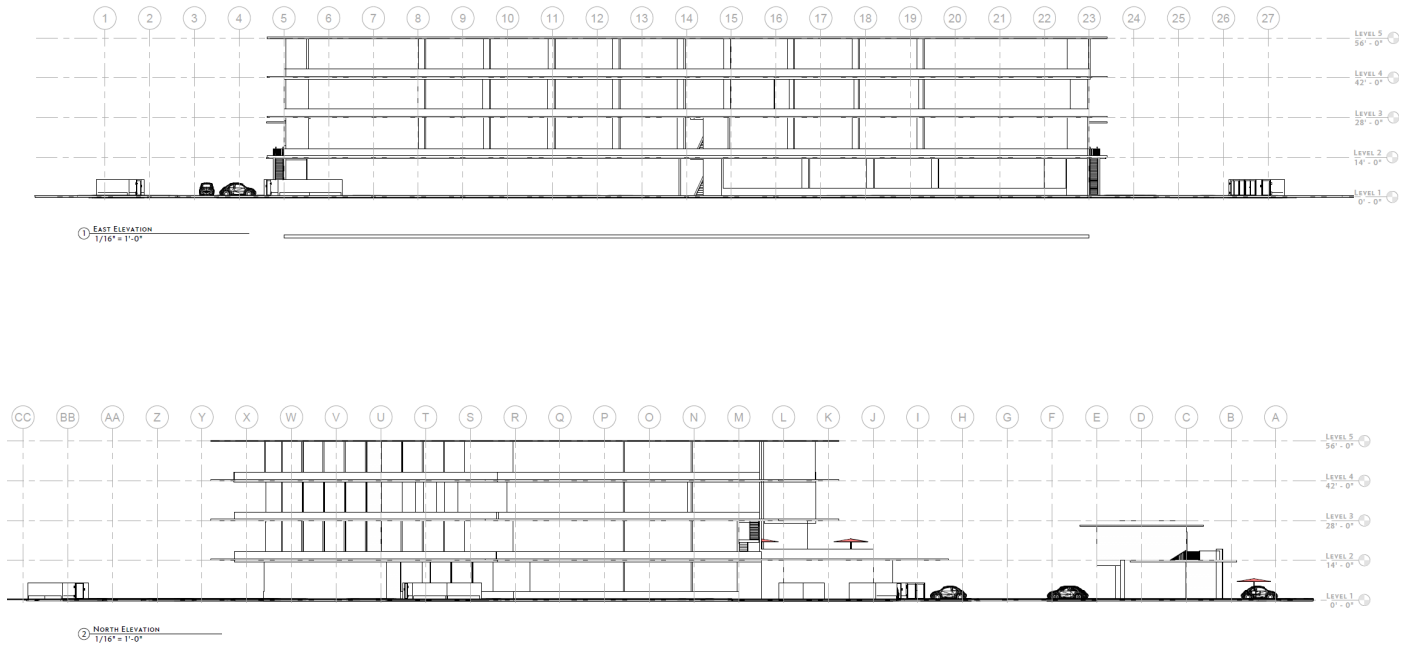 1 2 3 4 5 6 7 8 9 10 11 12 13 14 15 16 17 18 19 20 21 22 23 24 25 26 27
LEVEL 5
56' - 0"
LEVEL 4
42' - 0"
LEVEL 3
28' - 0"
LEVEL 2
14' - 0"
LEVEL 1
0' - 0"
1 EAST ELEVATION
1/16" = 1'-0"
CC BB AA Z Y X W V U T S R Q P O N M L K J I H G F E D C B A
LEVEL 5
56' - 0"
LEVEL 4
42' - 0"
LEVEL 3
28' - 0"
LEVEL 2
14' - 0"
LEVEL 1
0' - 0"
2 NORTH ELEVATION
1/16" = 1'-0"